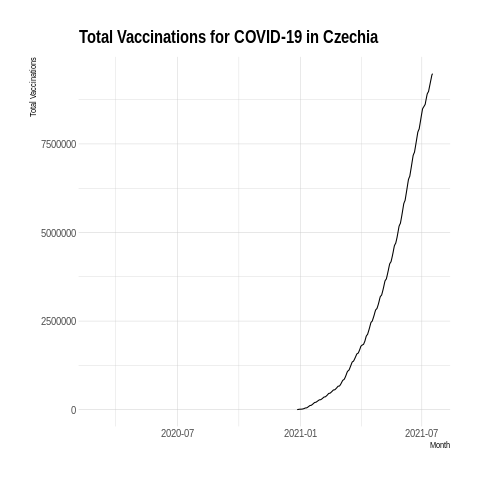 Total Vaccinations for COVID-19 in Czechia
Total Vaccinations
7500000
5000000
2500000
0
2020-07 2021-01 2021-07
Month